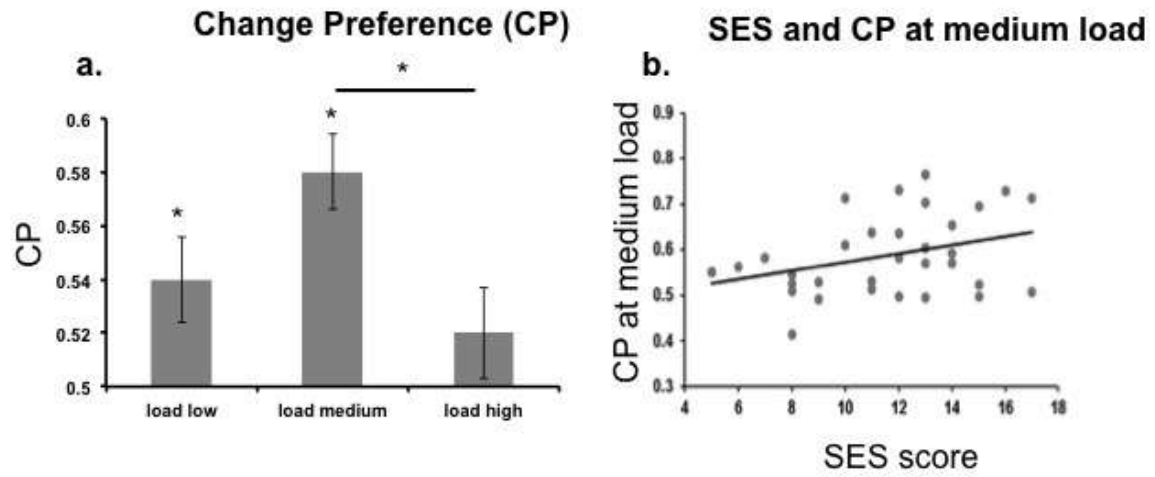 Change Preference (CP)
a.
*
*
*
CP
0.6
0.58
0.56
0.54
0.52
0.5
load low
load medium
load high
SES and CP at medium load
b.
CP at medium load
0.9
0.8
0.7
0.6
0.5
0.4
0.3
4
6
8
10
12
14
16
18
SES score